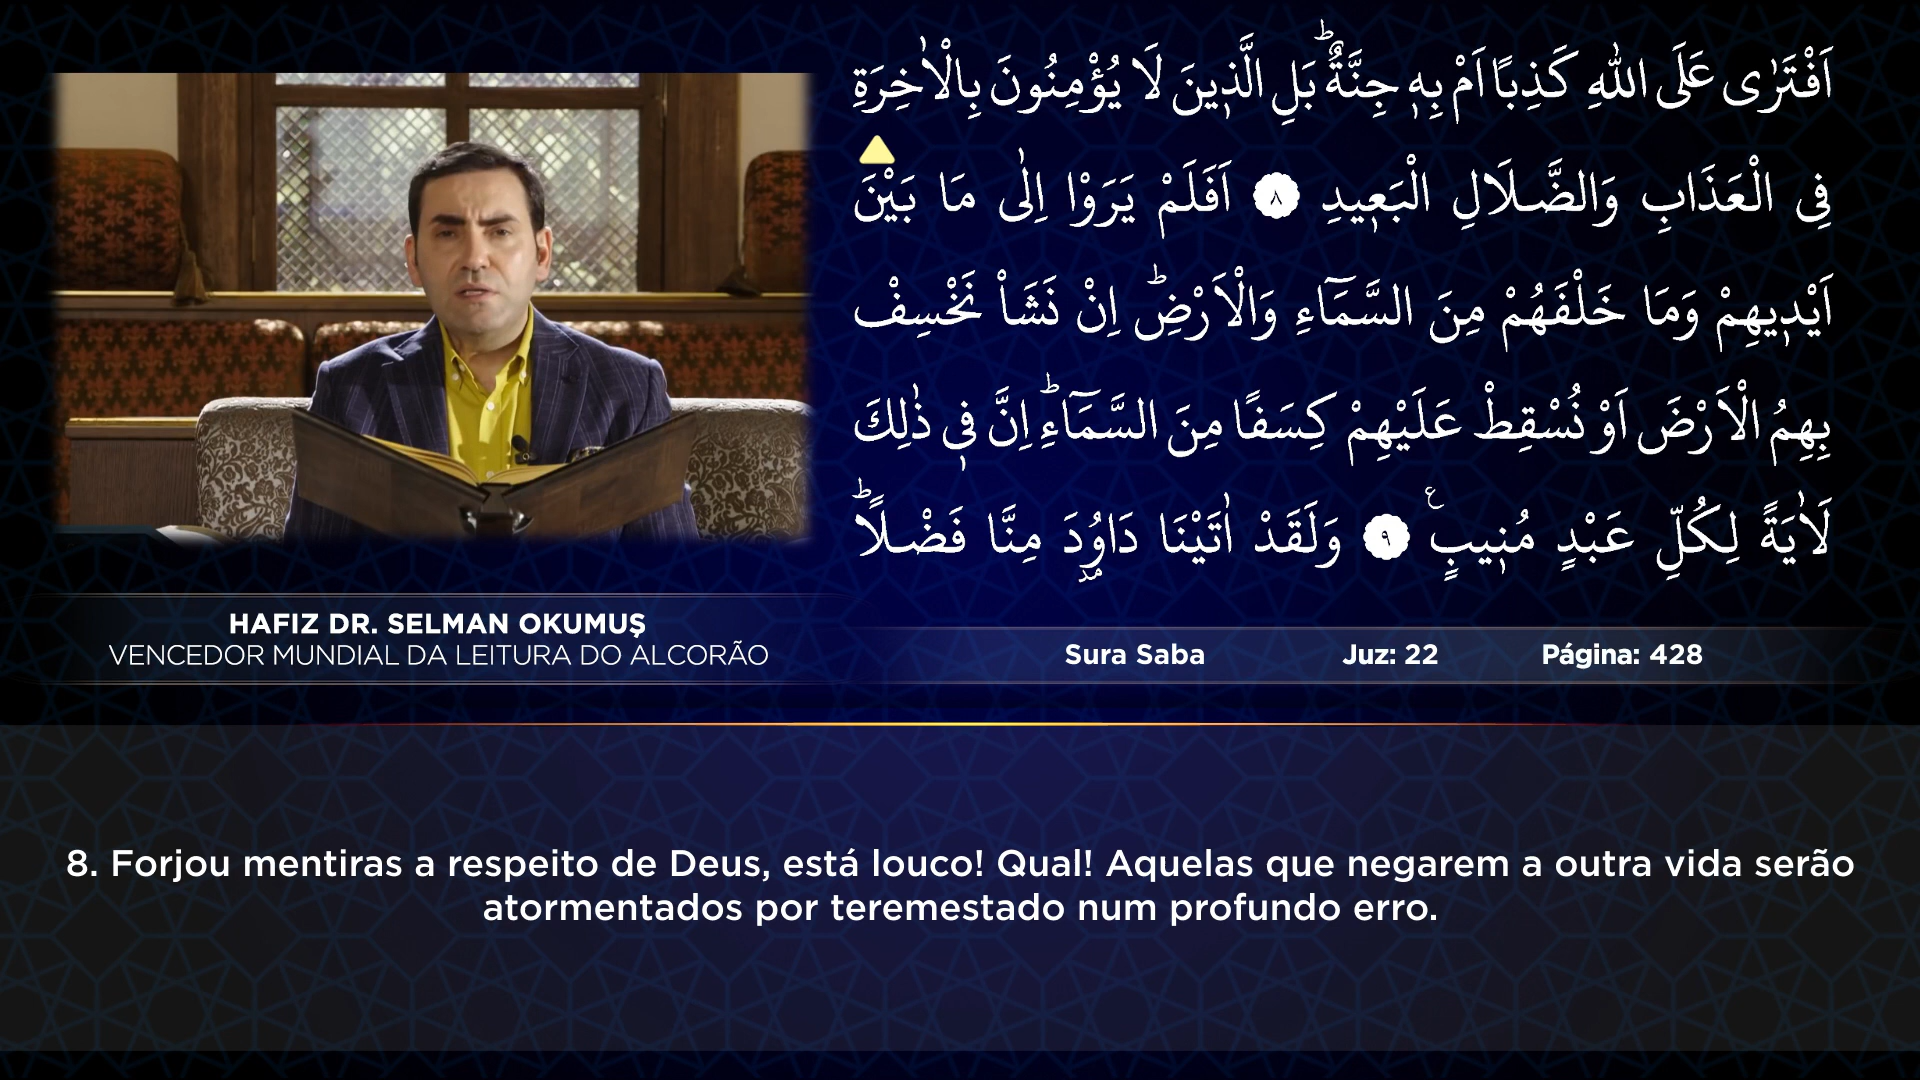 اَفْتَرٰى عَلَى اللّٰهِ كَذِبًا اَمْ بِهٖ جِنَّةٌؕ بَلِ الَّذٖينَ لَا يُؤْمِنُونَ بِالْاٰخِرَةِ
فِى الْعَذَابِ وَالضَّلَالِ الْبَعٖيدِ ٨ اَفَلَمْ يَرَوْا اِلٰى مَا بَيْنَ
اَيْدٖيهِمْ وَمَا خَلْفَهُمْ مِنَ السَّمَٓاءِ وَالْاَرْضِؕ اِنْ نَشَأْ نَخْسِفْ
بِهِمُ الْاَرْضَ اَوْ نُسْقِطْ عَلَيْهِمْ كِسَفًا مِنَ السَّمَٓاءِؕ اِنَّ فٖى ذٰلِكَ
لَاٰيَةً لِكُلِّ عَبْدٍ مُنٖيبٍ ع ٩ وَلَقَدْ اٰتَيْنَا دَاوُ۫دَ مِنَّا فَضْلًاؕ
HAFIZ DR. SELMAN OKUMUŞ
VENCEDOR MUNDIAL DA LEITURA DO ALCORÃO
Sura Saba Juz: 22 Página: 428
8. Forjou mentiras a respeito de Deus, está louco! Qual! Aquelas que negarem a outra vida serão
atormentados por teremestado num profundo erro.